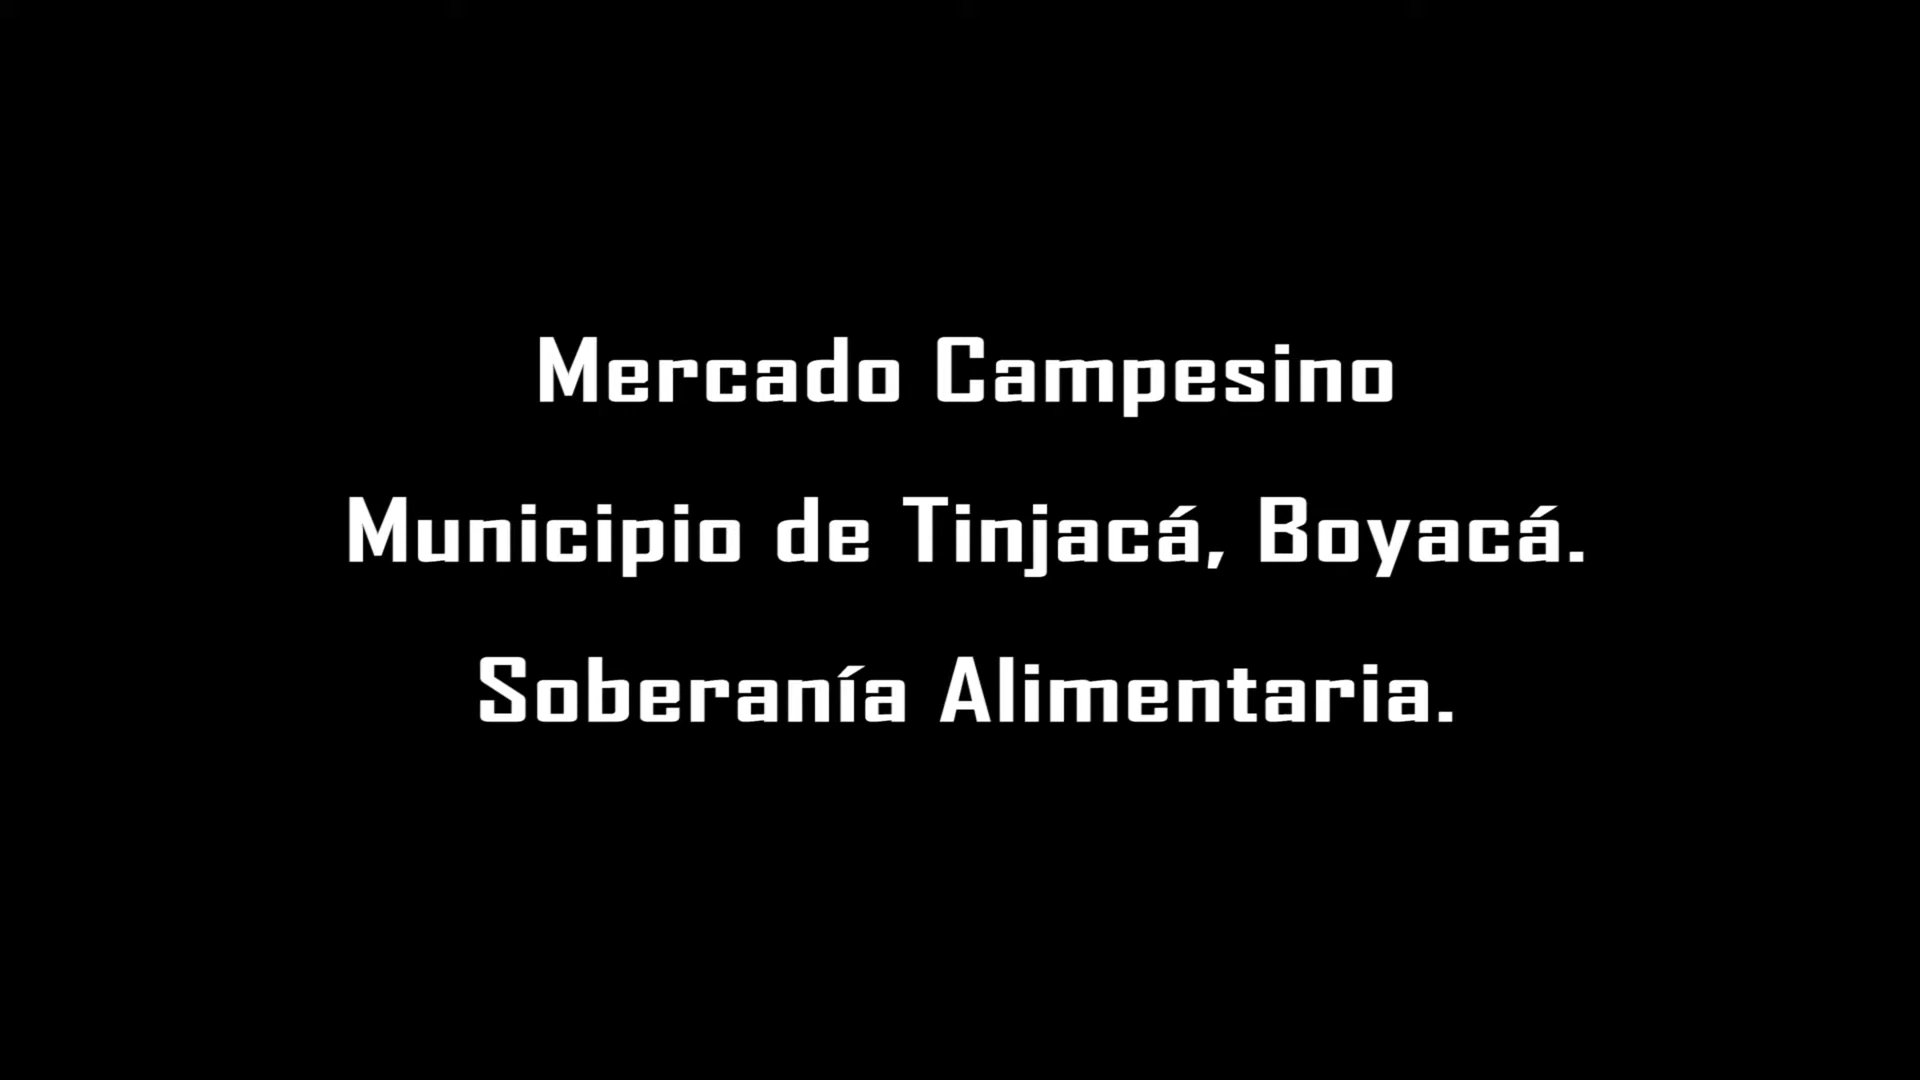 Mercado Campesino
Municipio de Tinjacá, Boyacá.
Soberanía Alimentaria.